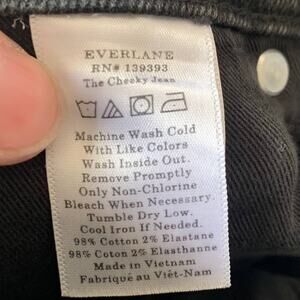 EVERLANE
RN# 139393
The Cheeky Jean
Machine Wash Cold
With Like Colors
Wash Inside Out.
Remove Promptly
Only Non-Chlorine
Bleach When Necessary.
Tumble Dry Low.
Cool Iron If Needed.
98% Cotton 2% Elastane
98% Cotton 2% Elasthanne
Made in Vietnam
Fabriqué au Viêt-Nam